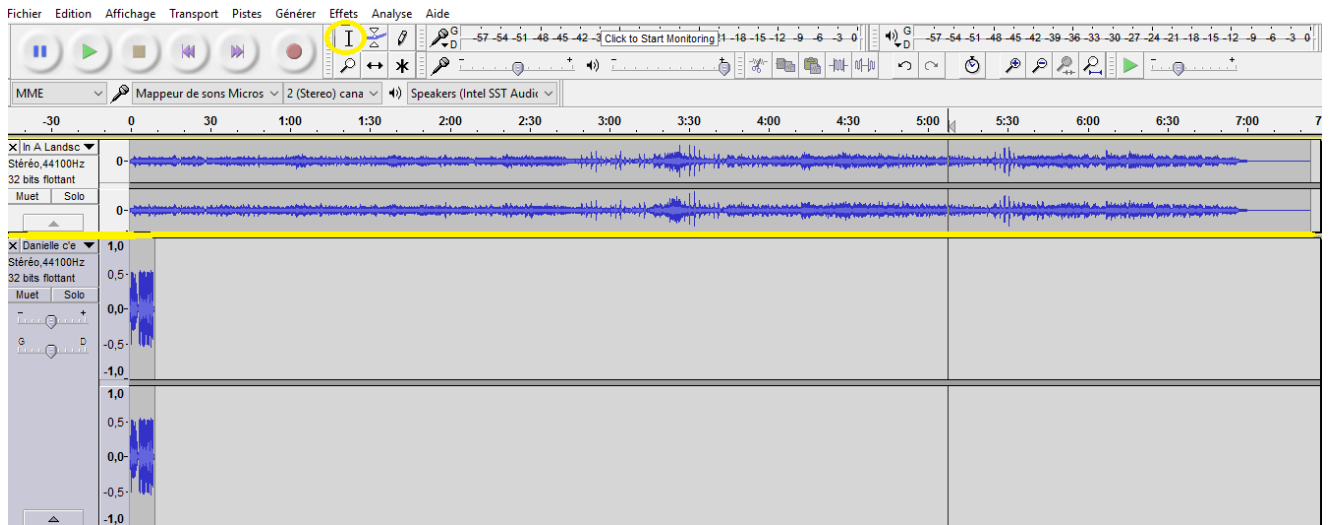 Fichier Edition Affichage Transport Pistes Générer Effets Analyse Aide
G D -57 -54 -51 -48 -45 -42 -3 Click to Start Monitoring 1 -18 -15 -12 -9 -6 -3 0 G D -57 -54 -51 -48 -45 -42 -39 -36 -33 -30 -27 -24 -21 -18 -15 -12 -9 -6 -3 0
- + - + - +
MME Mappeur de sons Micros 2 (Stereo) cana Speakers (Intel SST Audic
-30 0 30 1:00 1:30 2:00 2:30 3:00 3:30 4:00 4:30 5:00 5:30 6:00 6:30 7:00 7
X In A Landsc
Stéréo,44100Hz 0-
32 bits flottant
Muet Solo
0-
X Danielle c'e 1,0
Stéréo,44100Hz
32 bits flottant 0,5-
Muet Solo
- + 0,0-
G D -0,5-
-1,0
1,0
0,5-
0,0-
-0,5-
-1,0